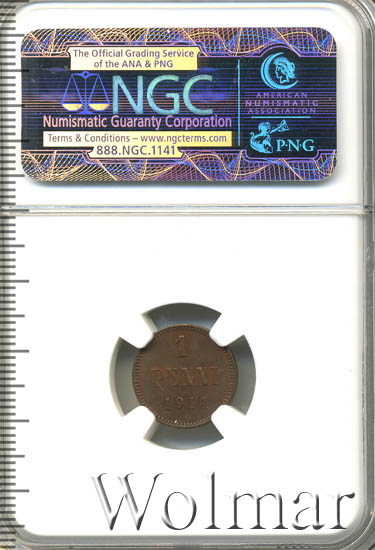 The Official Grading Service
of the ANA & PNG
NGC
Numismatic Guaranty Corporation
Terms & Conditions – www.ngcterms.com
888.NGC.1141
AMERICAN
NUMISMATIC
ASSOCIATION
P·N·G
1
PENNI
Wolmar